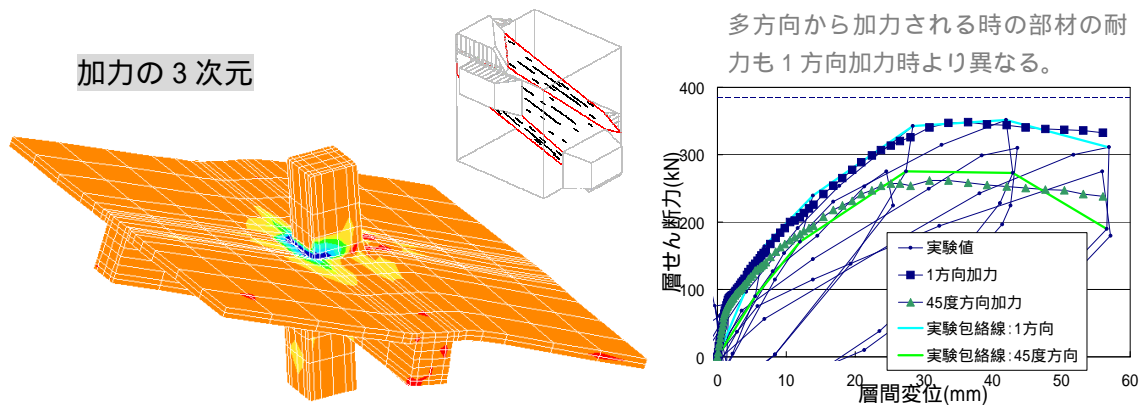 加力の3次元
多方向から加力される時の部材の耐
力も1方向加力時より異なる。
層せん断力(kN)
400
300
200
100
0
実験値
1方向加力
45度方向加力
実験包絡線:1方向
実験包絡線:45度方向
0 10 20 30 40 50 60
層間変位(mm)